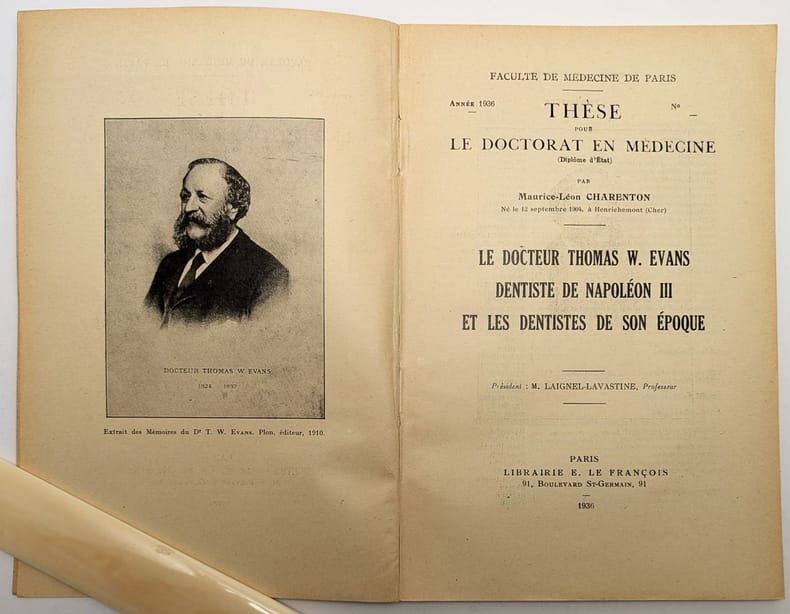 DOCTEUR THOMAS W. EVANS
1824 1897
Extrait des Mémoires du Dr T. W. EVANS. Plon, éditeur, 1910.
FACULTE DE MEDECINE DE PARIS
ANNÉE 1936
THÈSE
N°
POUR
LE DOCTORAT EN MÉDECINE
(Diplôme d'État)
PAR
Maurice-Léon CHARENTON
Né le 12 septembre 1904, à Henrichemont (Cher)
LE DOCTEUR THOMAS W. EVANS
DENTISTE DE NAPOLÉON III
ET LES DENTISTES DE SON ÉPOQUE
Président : M. LAIGNEL-LAVASTINE, Professeur
PARIS
LIBRAIRIE E. LE FRANÇOIS
91, BOULEVARD ST-GERMAIN, 91
1936